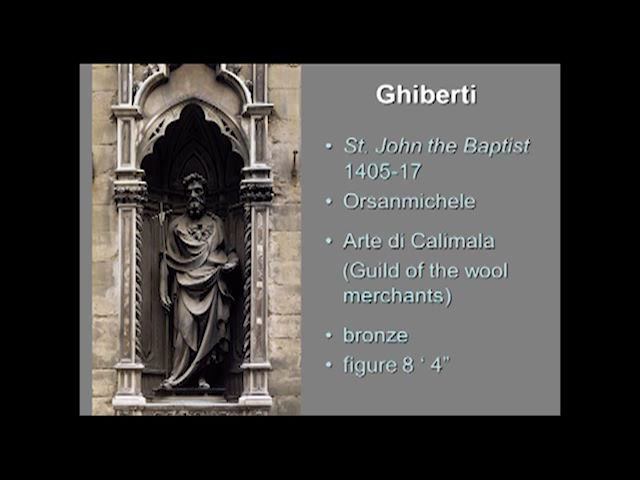 Ghiberti
• St. John the Baptist
1405-17
• Orsanmichele
• Arte di Calimala
(Guild of the wool
merchants)
• bronze
• figure 8 ‘ 4”